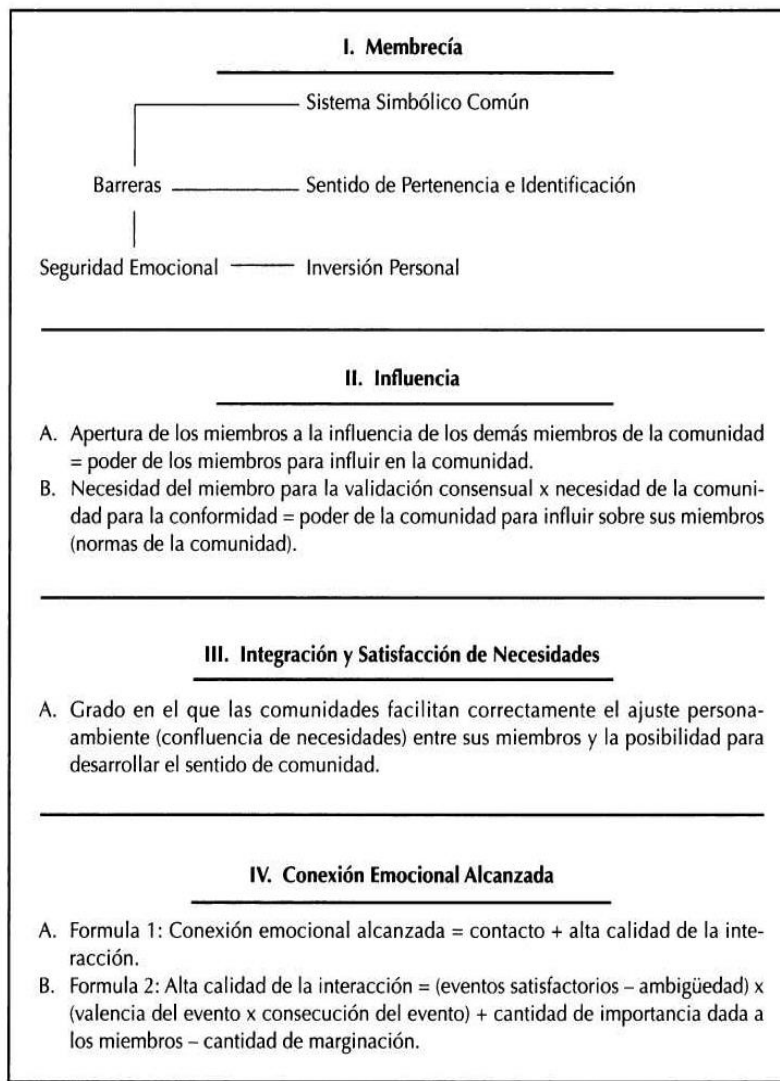 I. Membrecía
Sistema Simbólico Común
Barreras Sentido de Pertenencia e Identificación
Seguridad Emocional Inversión Personal
II. Influencia
A. Apertura de los miembros a la influencia de los demás miembros de la comunidad
= poder de los miembros para influir en la comunidad.
B. Necesidad del miembro para la validación consensual x necesidad de la comuni-
dad para la conformidad = poder de la comunidad para influir sobre sus miembros
(normas de la comunidad).
III. Integración y Satisfacción de Necesidades
A. Grado en el que las comunidades facilitan correctamente el ajuste persona-
ambiente (confluencia de necesidades) entre sus miembros y la posibilidad para
desarrollar el sentido de comunidad.
IV. Conexión Emocional Alcanzada
A. Formula 1: Conexión emocional alcanzada = contacto + alta calidad de la inte-
racción.
B. Formula 2: Alta calidad de la interacción = (eventos satisfactorios – ambigüedad) x
(valencia del evento x consecución del evento) + cantidad de importancia dada a
los miembros – cantidad de marginación.